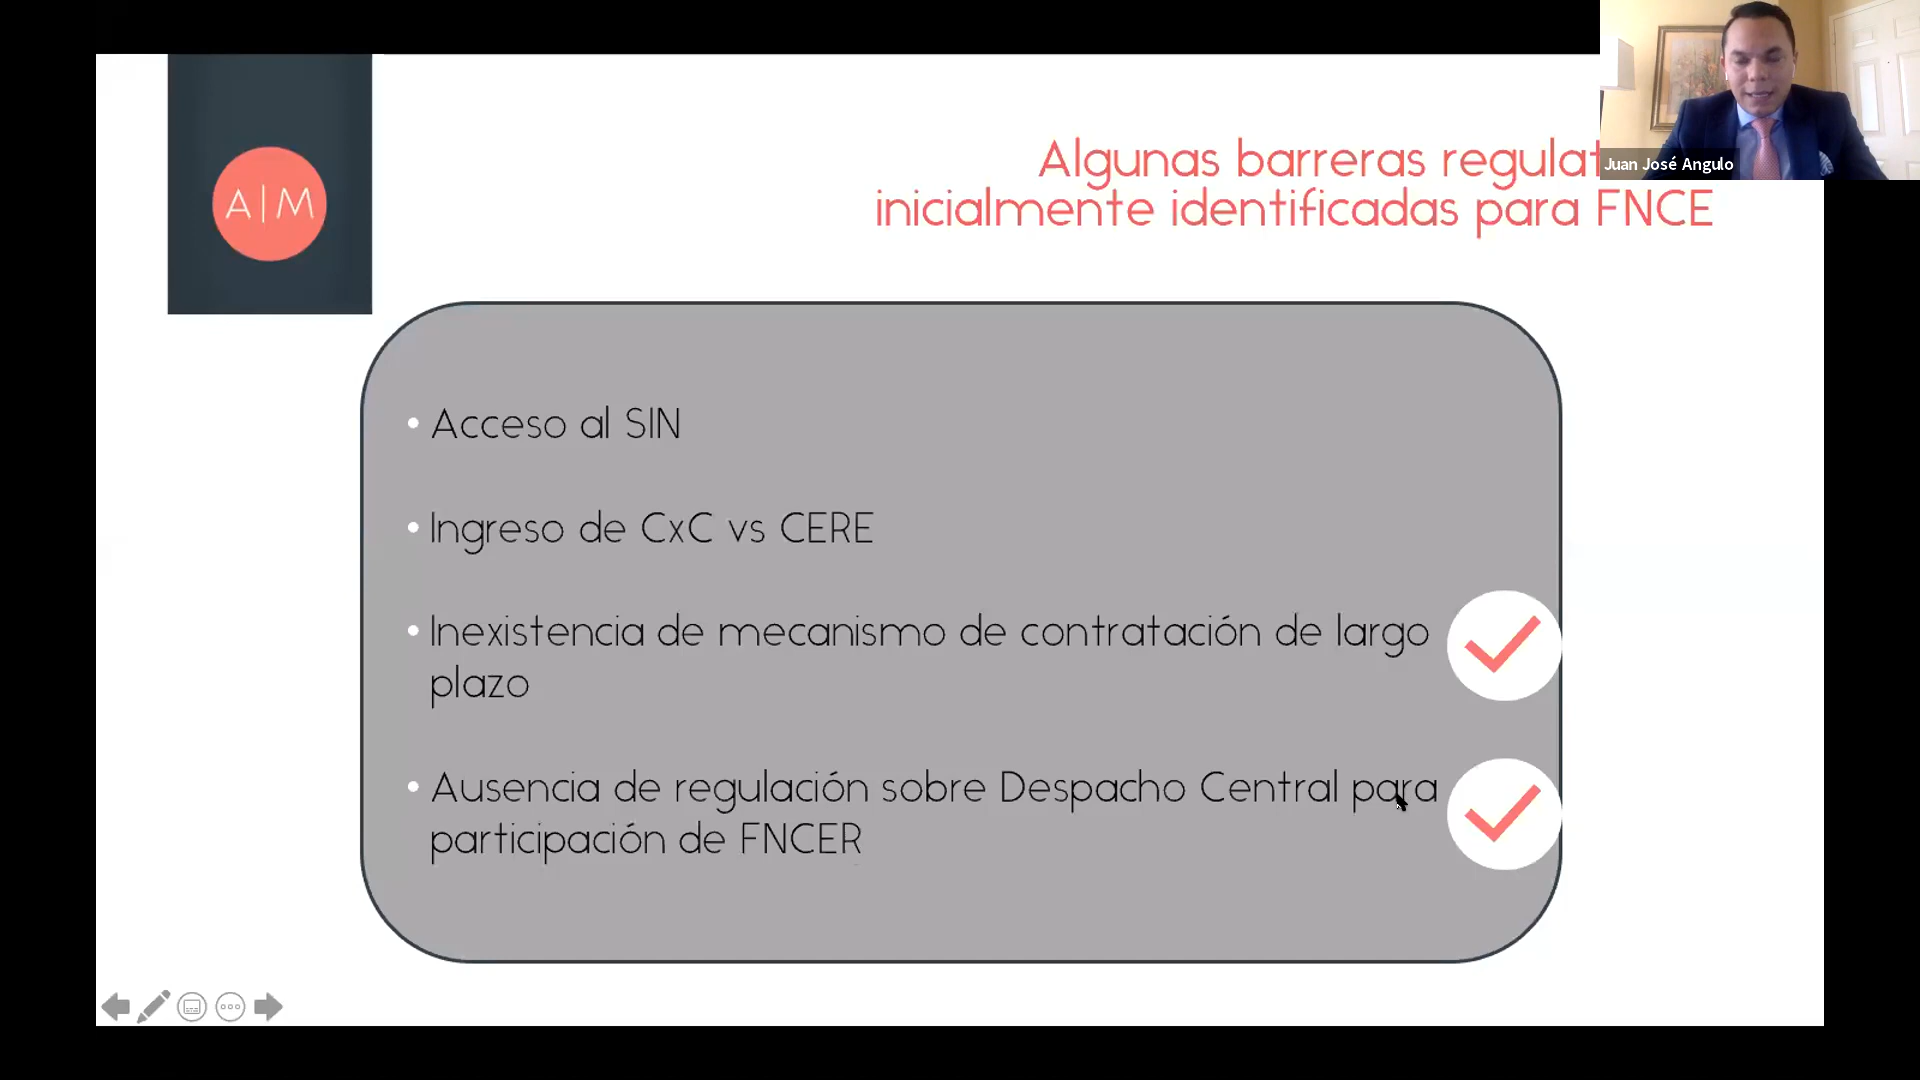 A|M
Algunas barreras regulat
inicialmente identificadas para FNCE
Juan José Angulo
• Acceso al SIN
• Ingreso de CxC vs CERE
• Inexistencia de mecanismo de contratación de largo
plazo
• Ausencia de regulación sobre Despacho Central para
participación de FNCER